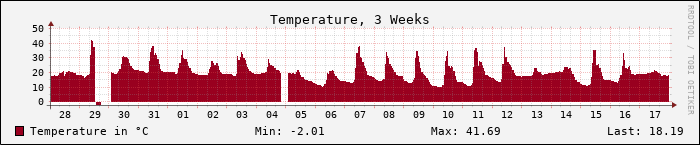 Temperature, 3 Weeks
50
40
30
20
10
0
28 29 30 31 01 02 03 04 05 06 07 08 09 10 11 12 13 14 15 16 17
Temperature in °C Min: -2.01 Max: 41.69 Last: 18.19
RRDTOOL / TOBI OETIKER